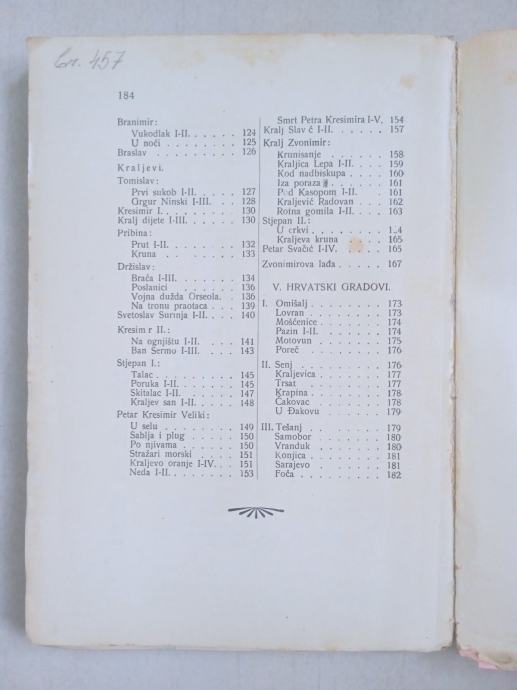 Cr. 457
184
Branimir:
Vukodlak I-II. . . . . . 124
U noći . . . . . . . 125
Braslav . . . . . . . . 126
Kraljevi.
Tomislav:
Prvi sukob I-II. . . . . 127
Grgur Ninski I-III. . . . 128
Kresimir I. . . . . . . . 130
Kralj dijete I-III. . . . . . 130
Pribina:
Prut I-II. . . . . . . . 132
Kruna . . . . . . . . 133
Držislav:
Braća I-III. . . . . . . 134
Poslanici . . . . . . 136
Vojna dužda Orseola. . 136
Na tronu praotaca . . . 139
Svetoslav Surinja I-II. . . . 140
Kresim r II.:
Na ognjištu I-II. . . . . 141
Ban Šermo I-III. . . . . 143
Stjepan I.:
Talac . . . . . . . . 145
Poruka I-II. . . . . . . 145
Skitalac I-II. . . . . . 147
Kraljev san I-II. . . . . 148
Petar Kresimir Veliki:
U selu . . . . . . . 149
Sablja i plug . . . . . 150
Po njivama . . . . . . 150
Stražari morski . . . . 151
Kraljevo oranje I-IV. . . 151
Neda I-II. . . . . . . . 153
Smrt Petra Kresimira I-V. 154
Kralj Slav ć I-II. . . . . . 157
Kralj Zvonimir:
Krunisanje . . . . . 158
Kraljica Lepa I-II. . . . 159
Kod nadbiskupa . . . . 160
Iza poraza . . . . . 161
Pod Kasopom I-II. . . . 161
Kraljević Radovan . . . 162
Rotna gomila I-II. . . . 163
Stjepan II.:
U crkvi . . . . . . . 1 4
Kraljeva kruna . . . . 165
Petar Svačić I-IV. . . . . 165
Zvonimirova lađa . . . . . 167
V. HRVATSKI GRADOVI.
I. Omišalj . . . . . . . 173
Lovran . . . . . . . 173
Mošćenice . . . . . . 174
Pazin I-II. . . . . . . 174
Motovun . . . . . . 175
Poreč . . . . . . . 176
II. Senj . . . . . . . . 176
Kraljevica . . . . . . 177
Trsat . . . . . . . . 177
Krapina . . . . . . . 178
Čakovac . . . . . . 178
U Đakovu . . . . . . 179
III. Tešanj . . . . . . . 179
Samobor . . . . . . 180
Vranduk . . . . . . 180
Konjica . . . . . . . 181
Sarajevo . . . . . . 181
Foča . . . . . . . . 182